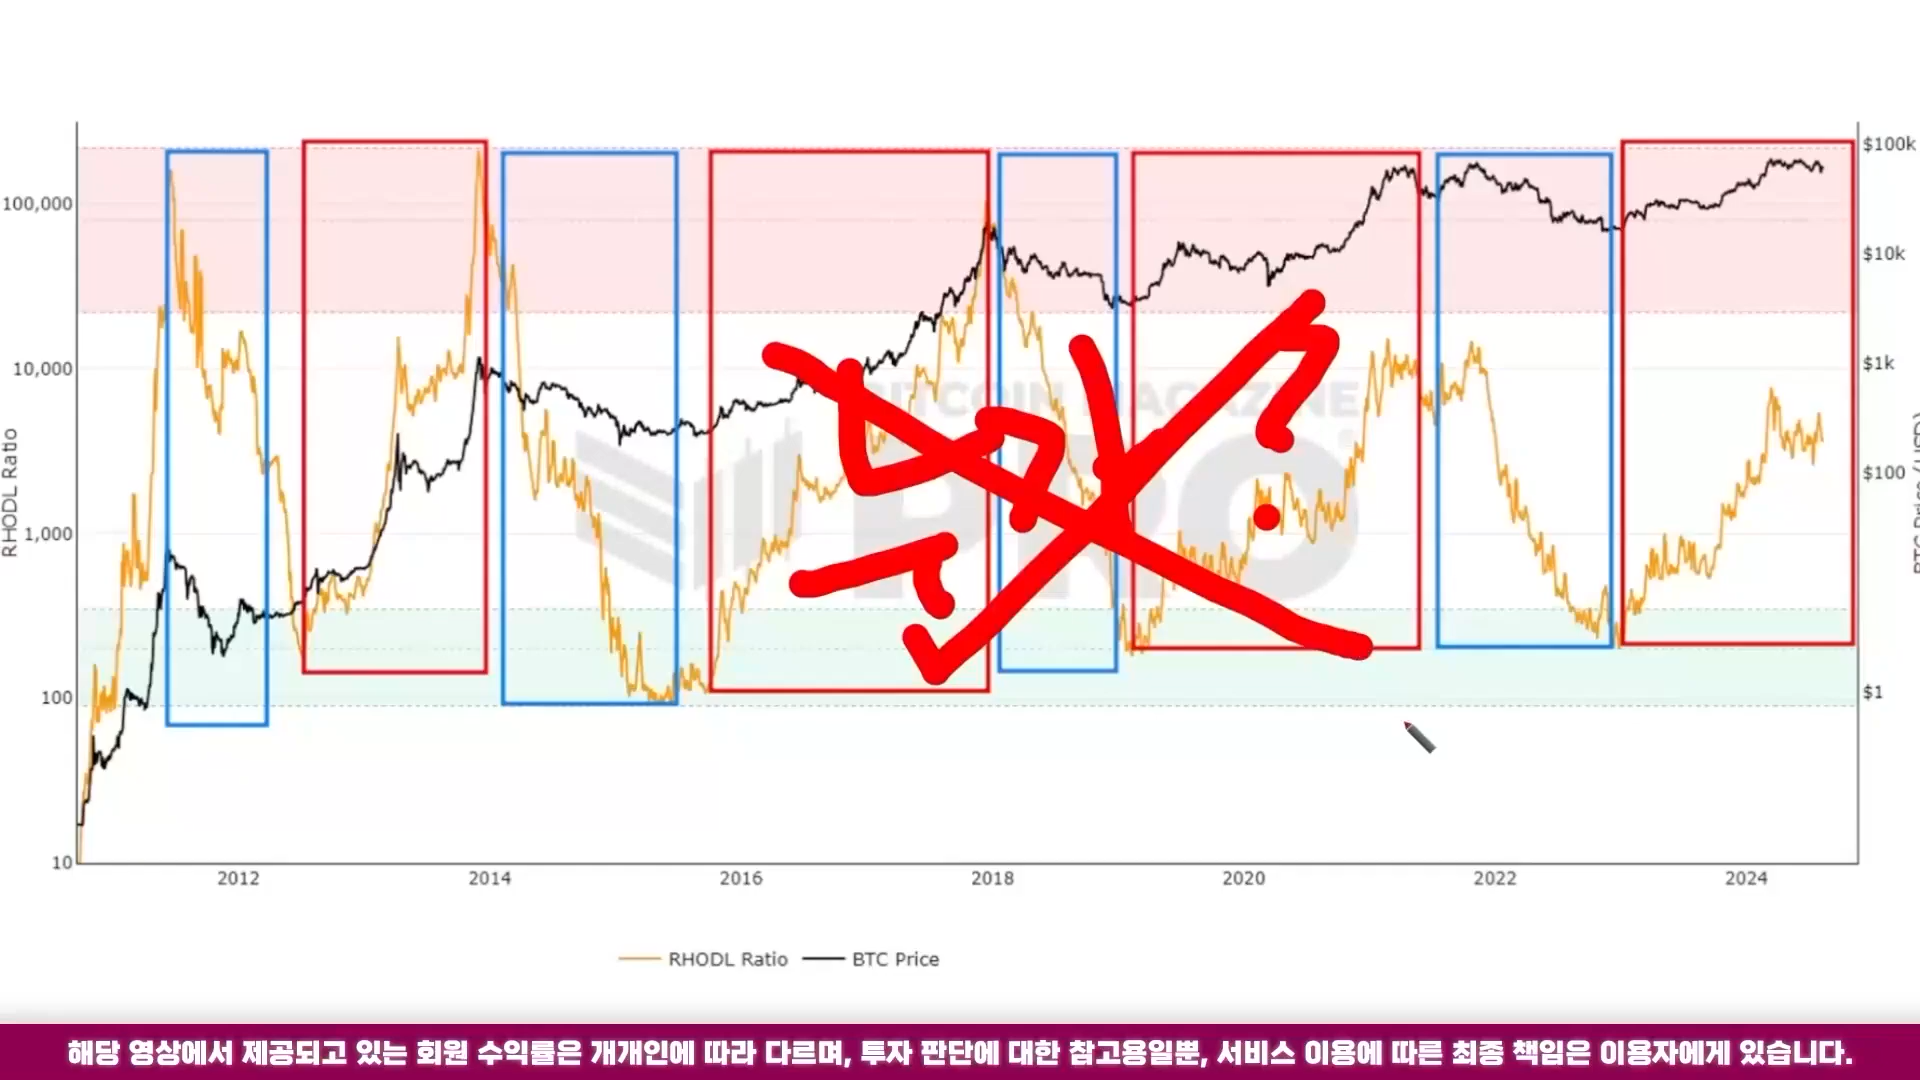 $100k
100,000
$10k
10,000
$1k
BITCOIN MAGAZINE
PRO
RHODL Ratio
$100
1,000
100
$1
10
2012 2014 2016 2018 2020 2022 2024
RHODL Ratio BTC Price
해당 영상에서 제공되고 있는 회원 수익률은 개개인에 따라 다르며, 투자 판단에 대한 참고용일뿐, 서비스 이용에 따른 최종 책임은 이용자에게 있습니다.